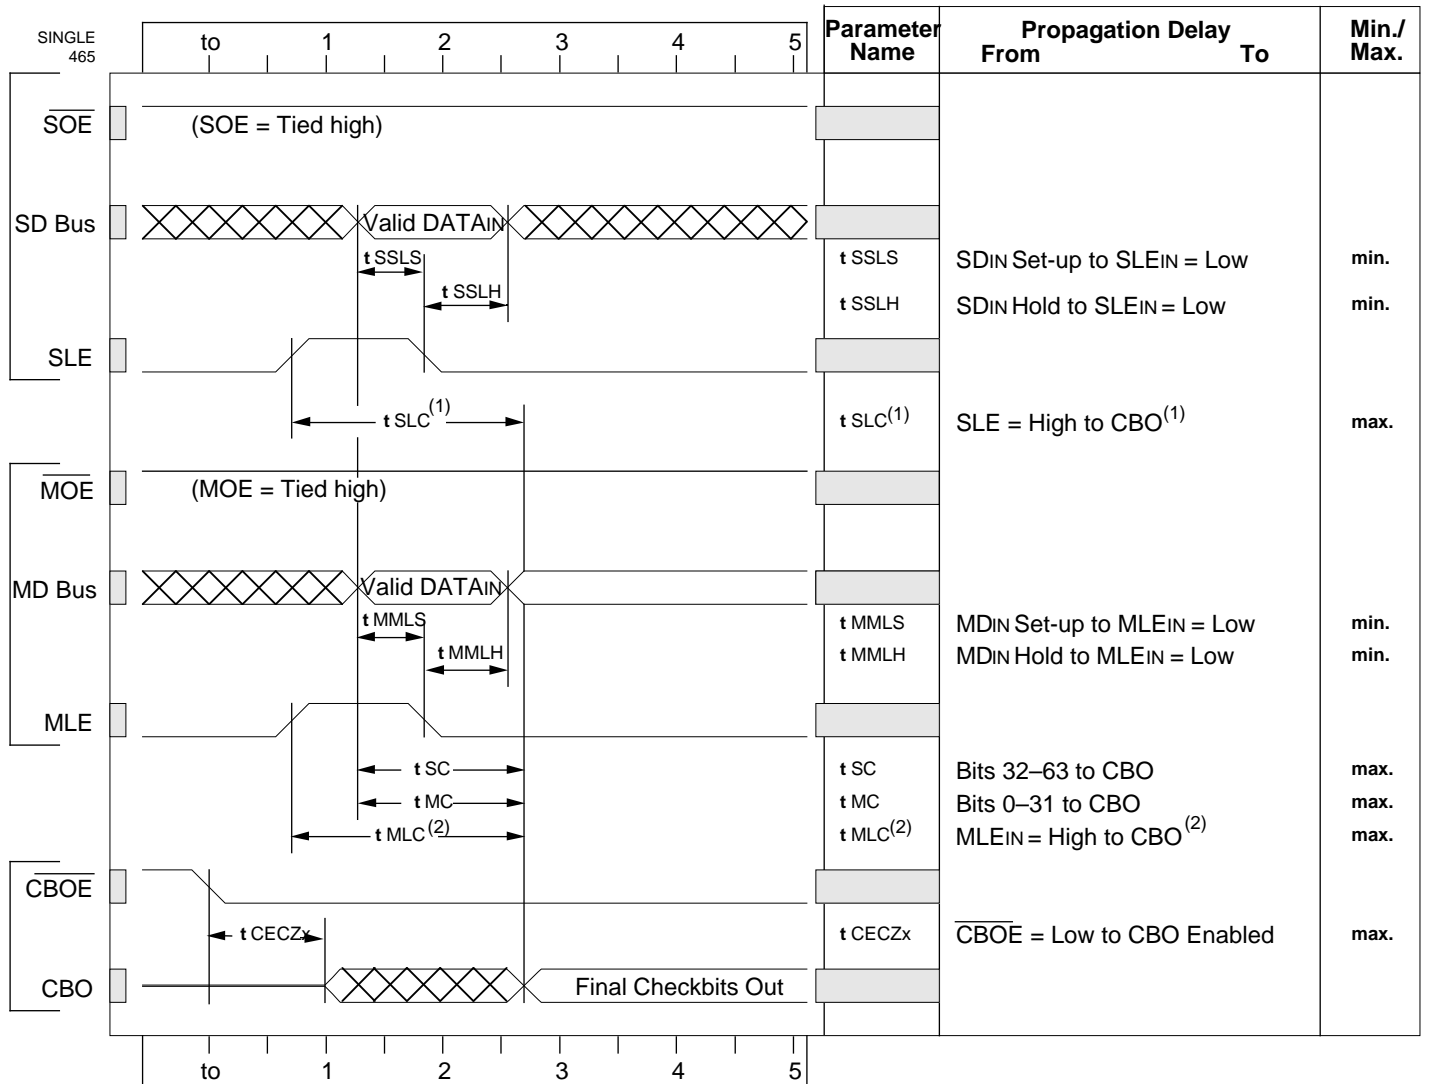 SINGLE
465
to 1 2 3 4 5
Parameter
Name
Propagation Delay
From To
Min./
Max.
SOE
(SOE = Tied high)
SD Bus
Valid DATAIN
t SSLS
t SSLS
SDIN Set-up to SLEIN = Low
min.
t SSLH
t SSLH
SDIN Hold to SLEIN = Low
min.
SLE
t SLC(1)
t SLC(1)
SLE = High to CBO(1)
max.
MOE
(MOE = Tied high)
MD Bus
Valid DATAIN
t MMLS
t MMLS
MDIN Set-up to MLEIN = Low
min.
t MMLH
t MMLH
MDIN Hold to MLEIN = Low
min.
MLE
t SC
t SC
Bits 32–63 to CBO
max.
t MC
t MC
Bits 0–31 to CBO
max.
t MLC(2)
t MLC(2)
MLEIN = High to CBO(2)
max.
CBOE
t CECZx
t CECZx
CBOE = Low to CBO Enabled
max.
CBO
Final Checkbits Out
to 1 2 3 4 5